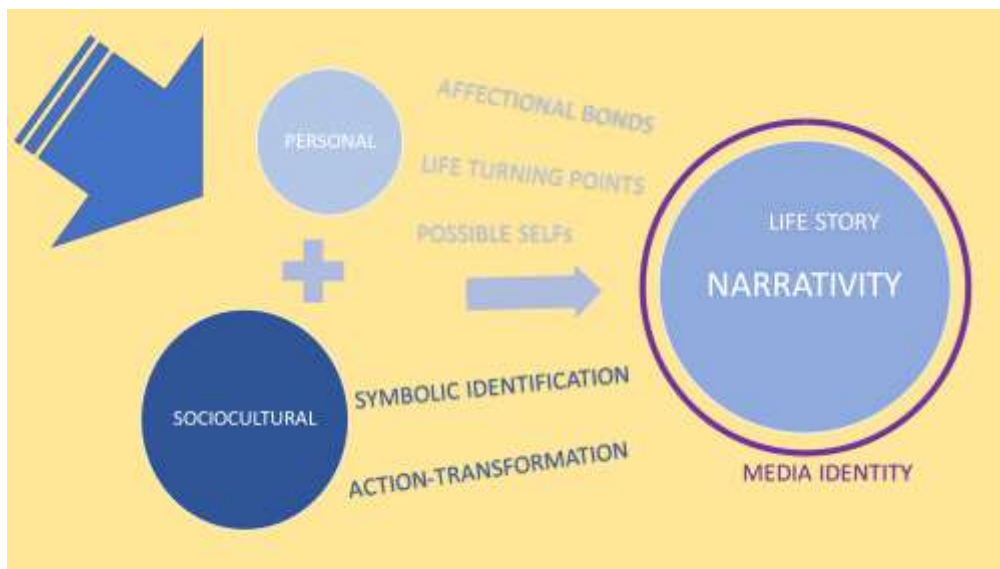 PERSONAL
AFFECTIONAL BONDS
LIFE TURNING POINTS
POSSIBLE SELFs
SOCIOCULTURAL
SYMBOLIC IDENTIFICATION
ACTION-TRANSFORMATION
LIFE STORY
NARRATIVITY
MEDIA IDENTITY